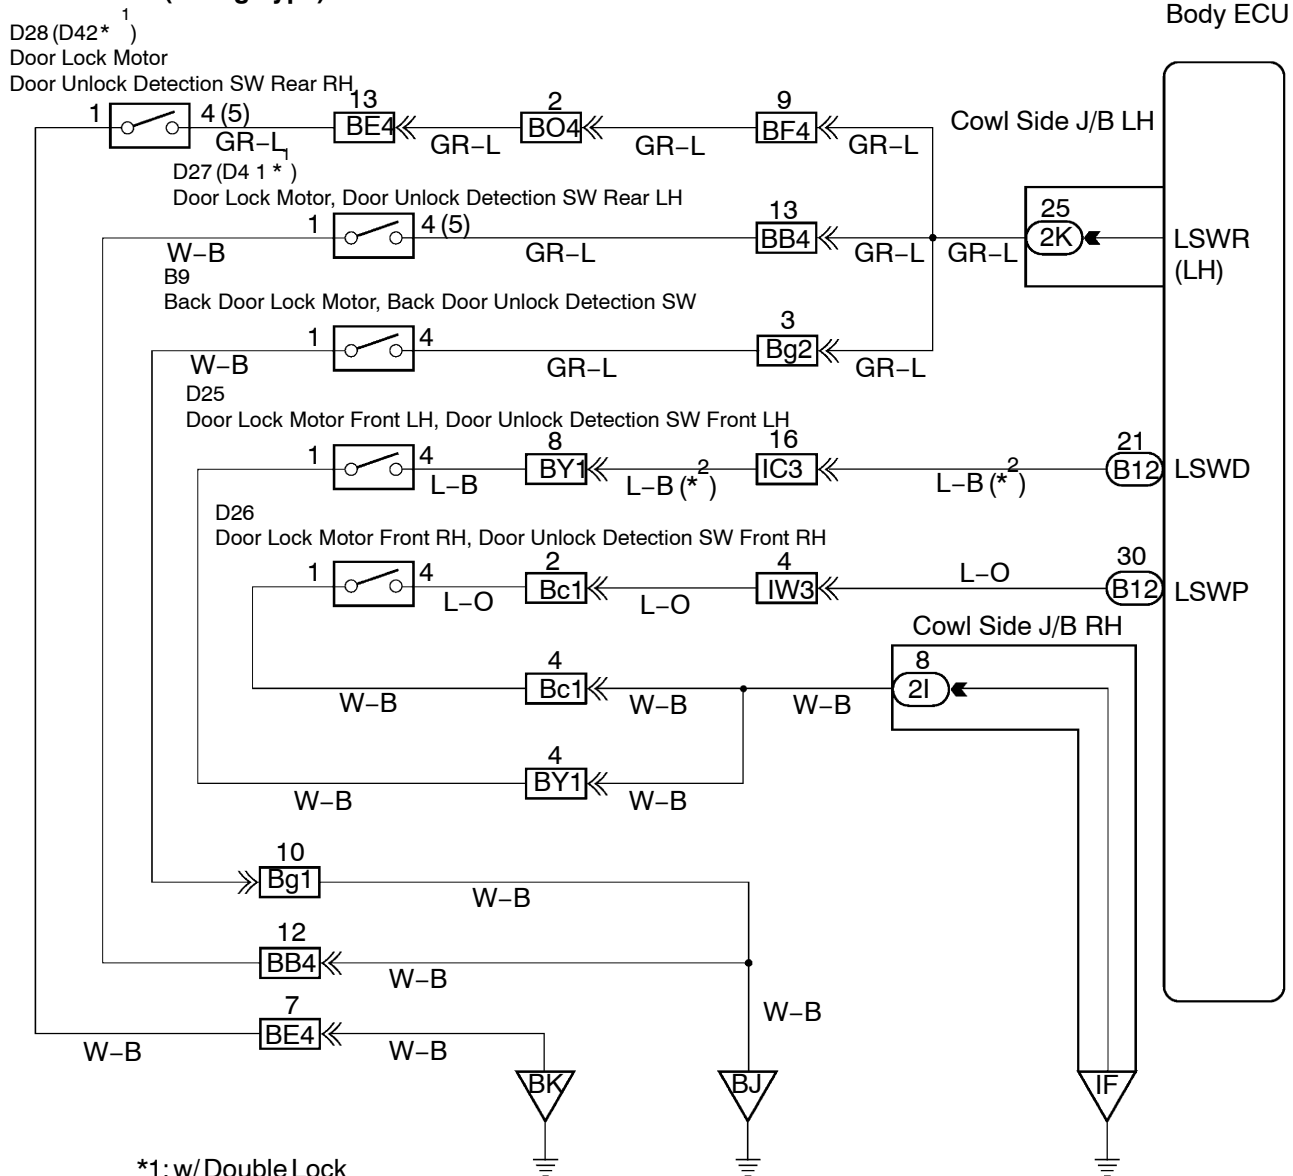 Body ECU
D28 (D42* 1)
Door Lock Motor
Door Unlock Detection SW Rear RH
1
4 (5)
GR-L
13
BE4
GR-L
2
BO4
GR-L
9
BF4
GR-L
Cowl Side J/B LH
D27 (D4 1 * 1)
Door Lock Motor, Door Unlock Detection SW Rear LH
W-B
1
4 (5)
GR-L
13
BB4
GR-L
GR-L
25
2K
LSWR
(LH)
B9
Back Door Lock Motor, Back Door Unlock Detection SW
W-B
1
4
GR-L
3
Bg2
GR-L
D25
Door Lock Motor Front LH, Door Unlock Detection SW Front LH
1
4
L-B
8
BY1
L-B (*2)
16
IC3
L-B (*2)
21
B12
LSWD
D26
Door Lock Motor Front RH, Door Unlock Detection SW Front RH
1
4
L-O
2
Bc1
L-O
4
IW3
L-O
30
B12
LSWP
Cowl Side J/B RH
W-B
4
Bc1
W-B
W-B
8
2I
W-B
4
BY1
W-B
10
Bg1
W-B
12
BB4
W-B
W-B
W-B
7
BE4
W-B
BK
BJ
IF
*1: w/ Double Lock